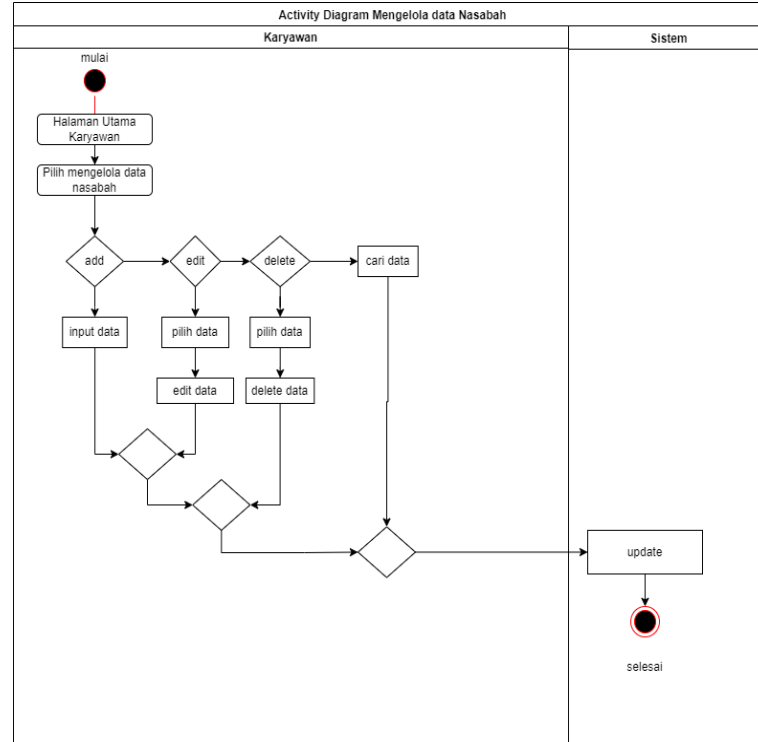 Activity Diagram Mengelola data Nasabah
Karyawan
Sistem
mulai
Halaman Utama
Karyawan
Pilih mengelola data
nasabah
add
edit
delete
cari data
input data
pilih data
pilih data
edit data
delete data
update
selesai